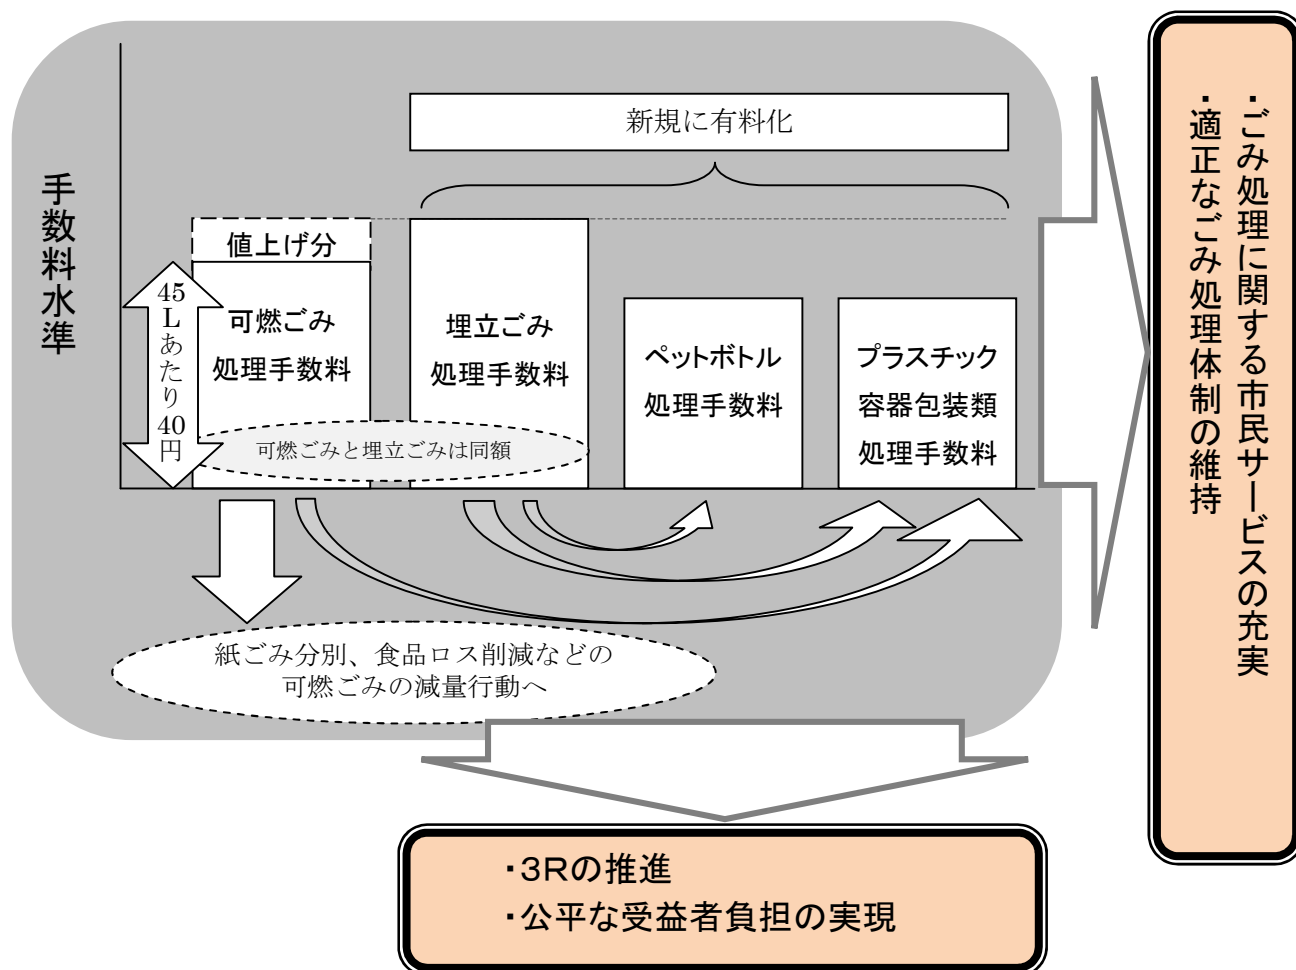 手数料水準
新規に有料化
値上げ分
45Lあたり40円
可燃ごみ
処理手数料
埋立ごみ
処理手数料
ペットボトル
処理手数料
プラスチック
容器包装類
処理手数料
可燃ごみと埋立ごみは同額
紙ごみ分別、食品ロス削減などの
可燃ごみの減量行動へ
・ごみ処理に関する市民サービスの充実
・適正なごみ処理体制の維持
・3Rの推進
・公平な受益者負担の実現